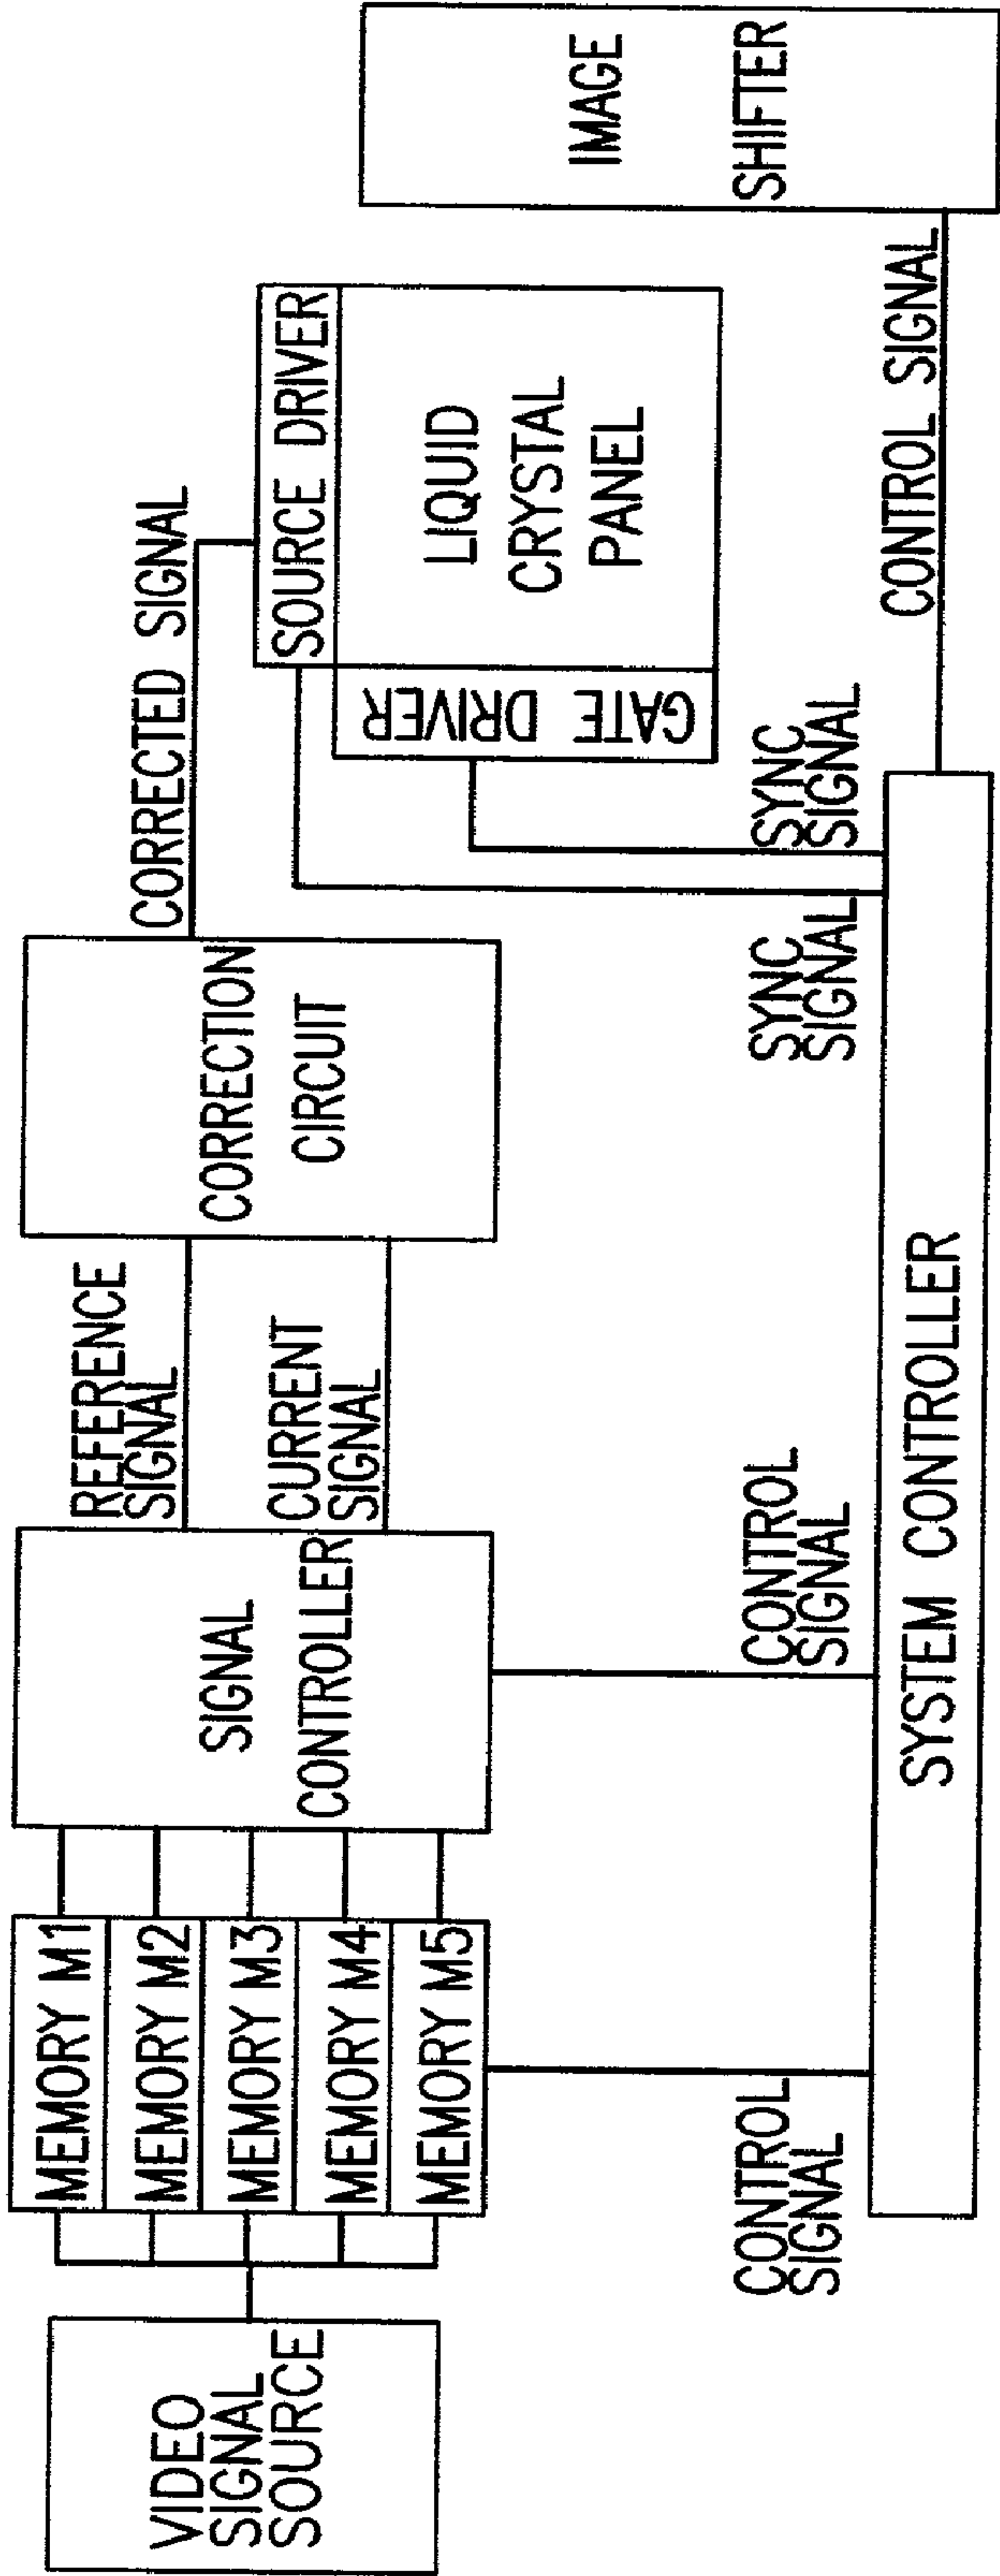 VIDEO
SIGNAL
SOURCE
MEMORY M1
MEMORY M2
MEMORY M3
MEMORY M4
MEMORY M5
SIGNAL
CONTROLLER
REFERENCE
SIGNAL
CURRENT
SIGNAL
CORRECTION
CIRCUIT
CORRECTED SIGNAL
SOURCE DRIVER
GATE DRIVER
LIQUID
CRYSTAL
PANEL
IMAGE
SHIFTER
CONTROL
SIGNAL
CONTROL
SIGNAL
SYNC
SIGNAL
SYNC
SIGNAL
CONTROL SIGNAL
SYSTEM CONTROLLER